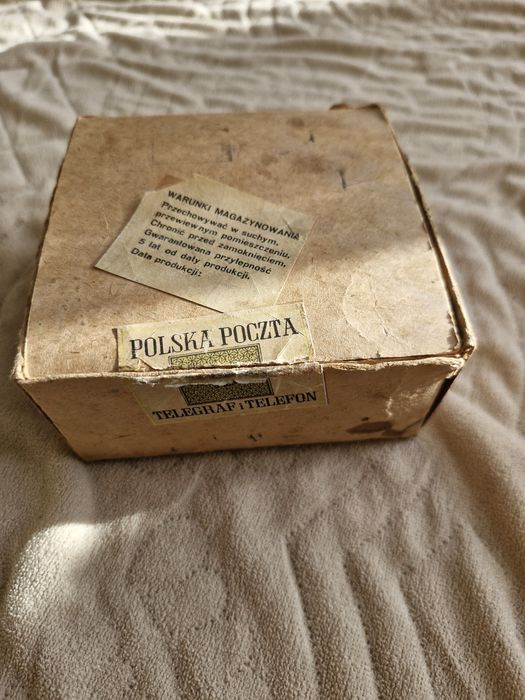 WARUNKI MAGAZYNOWANIA
Przechowywać w suchym,
przewiewnym pomieszczeniu.
Chronić przed zamoknięciem.
Gwarantowana przylepność
5 lat od daty produkcji.
Data produkcji:
POLSKA POCZTA
TELEGRAF i TELEFON